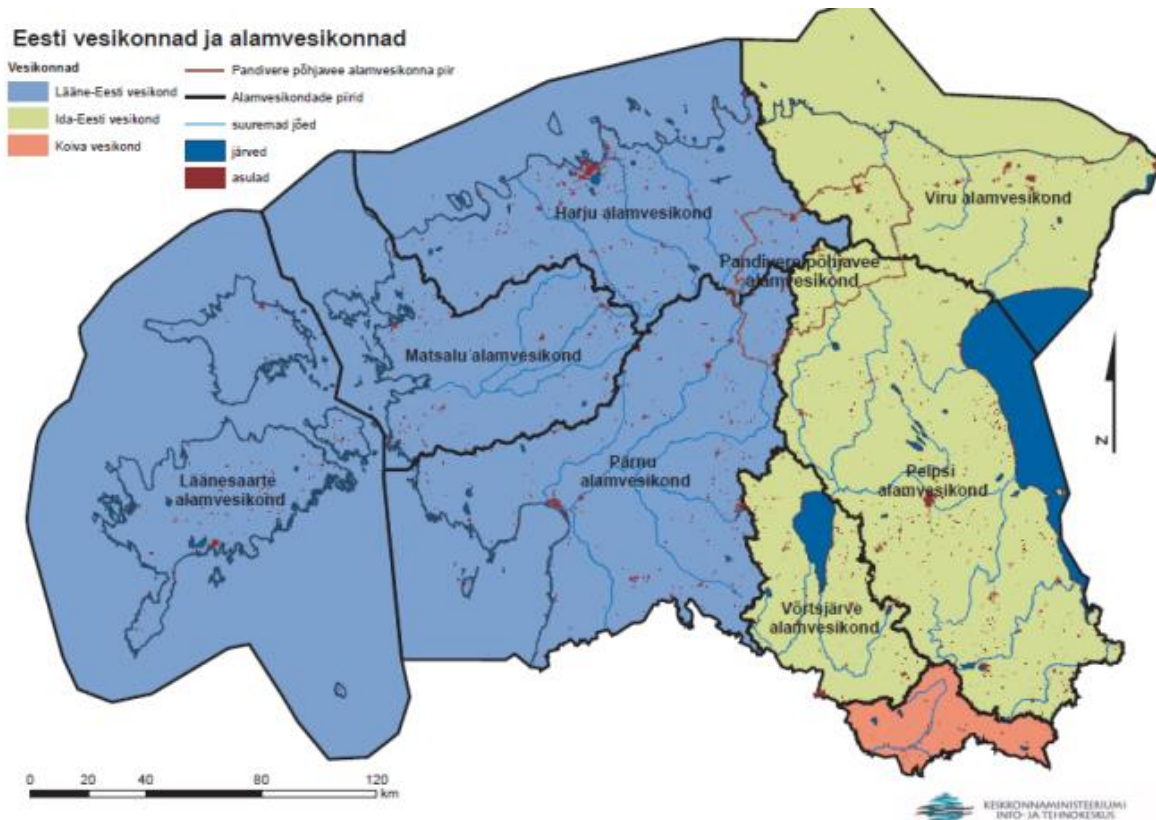 Eesti vesikonnad ja alamvesikonnad
Vesikonnad
Lääne-Eesti vesikond
Ida-Eesti vesikond
Koiva vesikond
Pandivere põhjavee alamvesikonna piir
Alamvesikondade piirid
suuremad jõed
järved
asulad
Harju alamvesikond
Viru alamvesikond
Pandivere põhjavee
alamvesikond
Matsalu alamvesikond
Läänesaarte
alamvesikond
Pärnu
alamvesikond
Peipsi
alamvesikond
Võrtsjärve
alamvesikond
N
0 20 40 80 120
km
KESKKONNAMINISTEERIUMI
INFO- JA TEHNOKESKUS